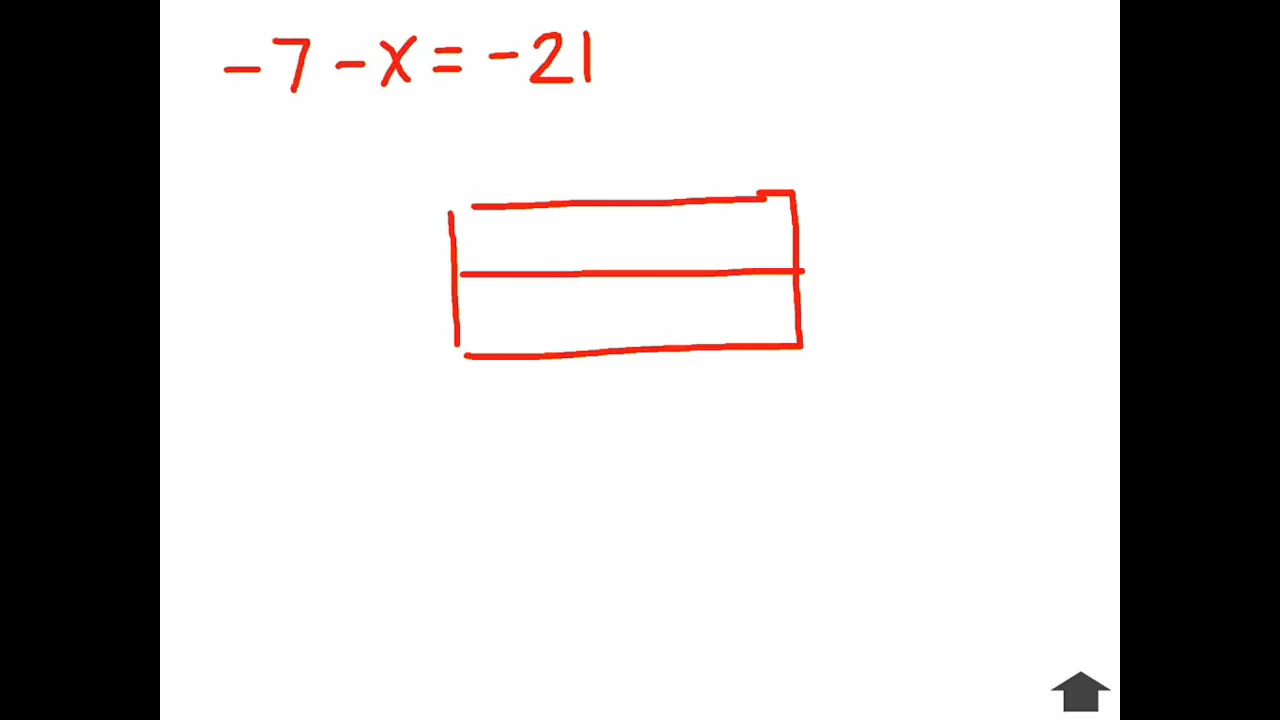 -7 - x = -21